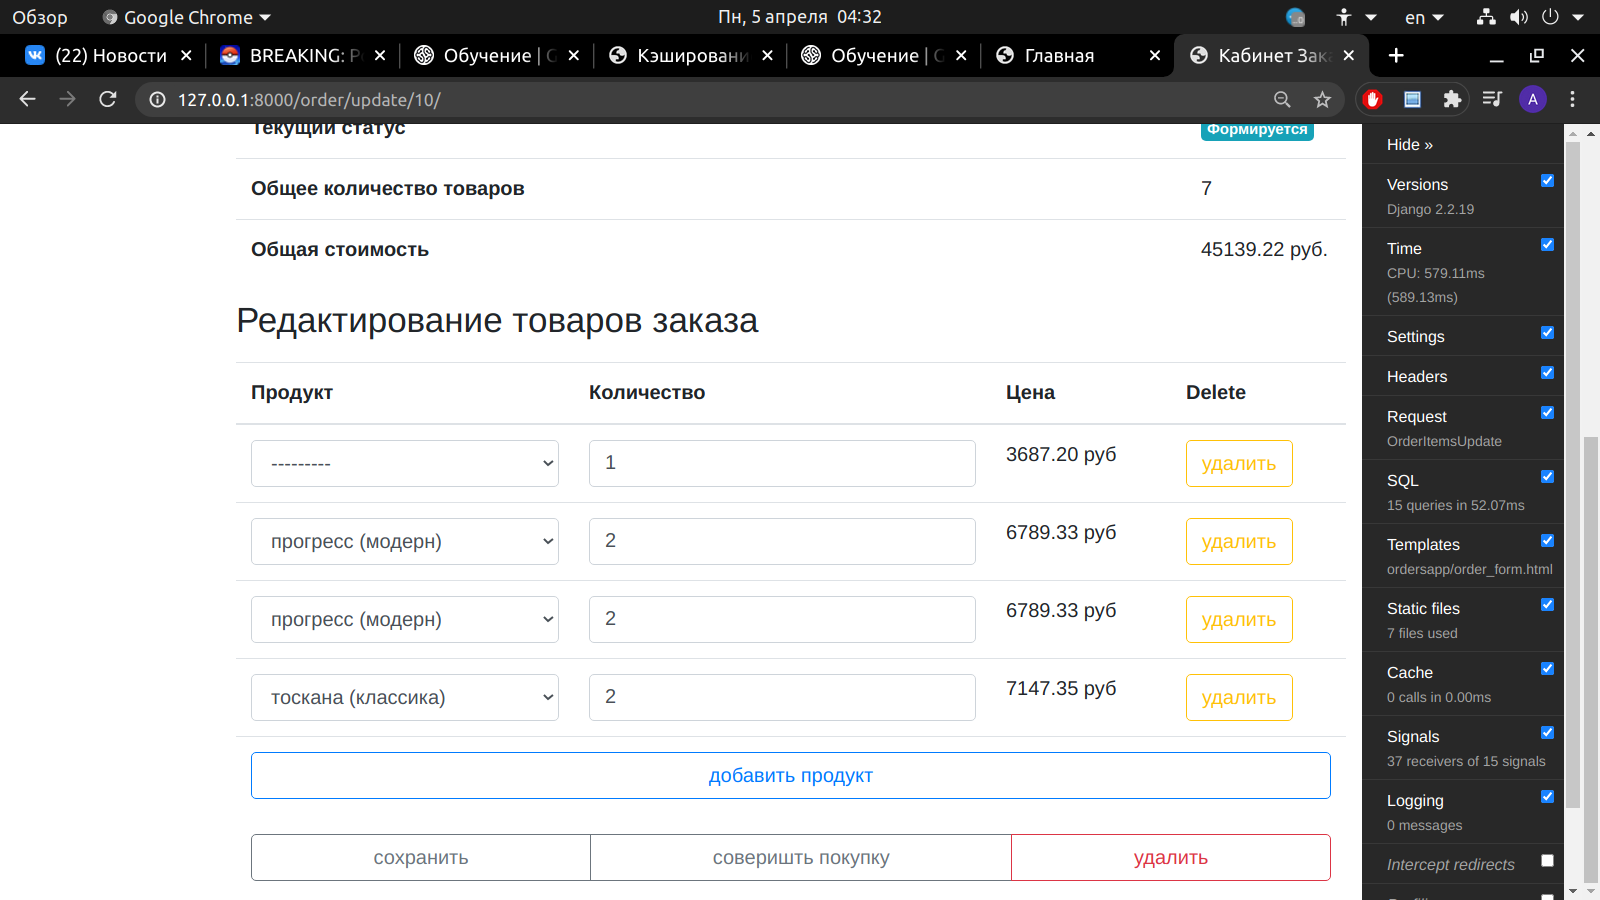 Обзор Google Chrome Пн, 5 апреля 04:32 en
(22) Новости BREAKING: P Обучение | G Кэшировани Обучение | G Главная Кабинет Зака
127.0.0.1:8000/order/update/10/ A
Текущий статус Формируется
Общее количество товаров 7
Общая стоимость 45139.22 руб.
Редактирование товаров заказа
Продукт Количество Цена Delete
--------- 1 3687.20 руб удалить
прогресс (модерн) 2 6789.33 руб удалить
прогресс (модерн) 2 6789.33 руб удалить
тоскана (классика) 2 7147.35 руб удалить
добавить продукт
сохранить соверишть покупку удалить
Hide »
Versions
Django 2.2.19
Time
CPU: 579.11ms
(589.13ms)
Settings
Headers
Request
OrderItemsUpdate
SQL
15 queries in 52.07ms
Templates
ordersapp/order_form.html
Static files
7 files used
Cache
0 calls in 0.00ms
Signals
37 receivers of 15 signals
Logging
0 messages
Intercept redirects